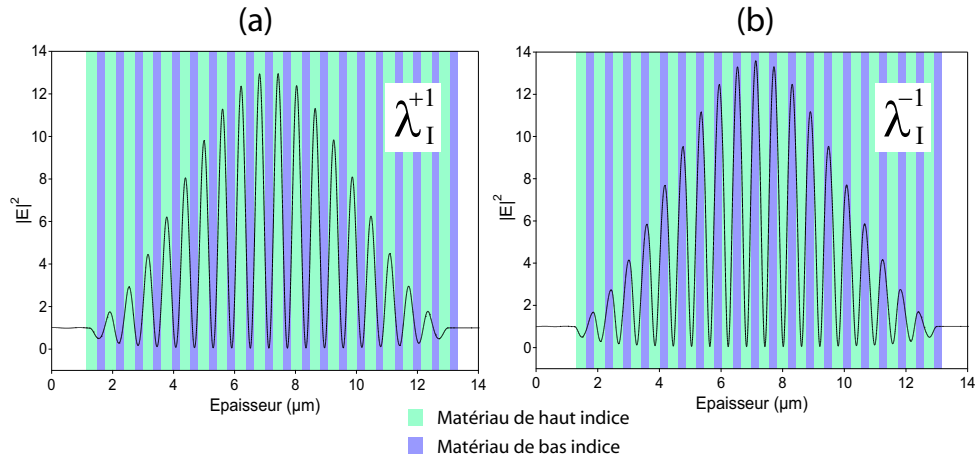 (a)
(b)
14
12
10
8
6
4
2
0
|E|²
λ_I^{+1}
0 2 4 6 8 10 12 14
Epaisseur (µm)
14
12
10
8
6
4
2
0
|E|²
λ_I^{-1}
0 2 4 6 8 10 12 14
Epaisseur (µm)
Matériau de haut indice
Matériau de bas indice